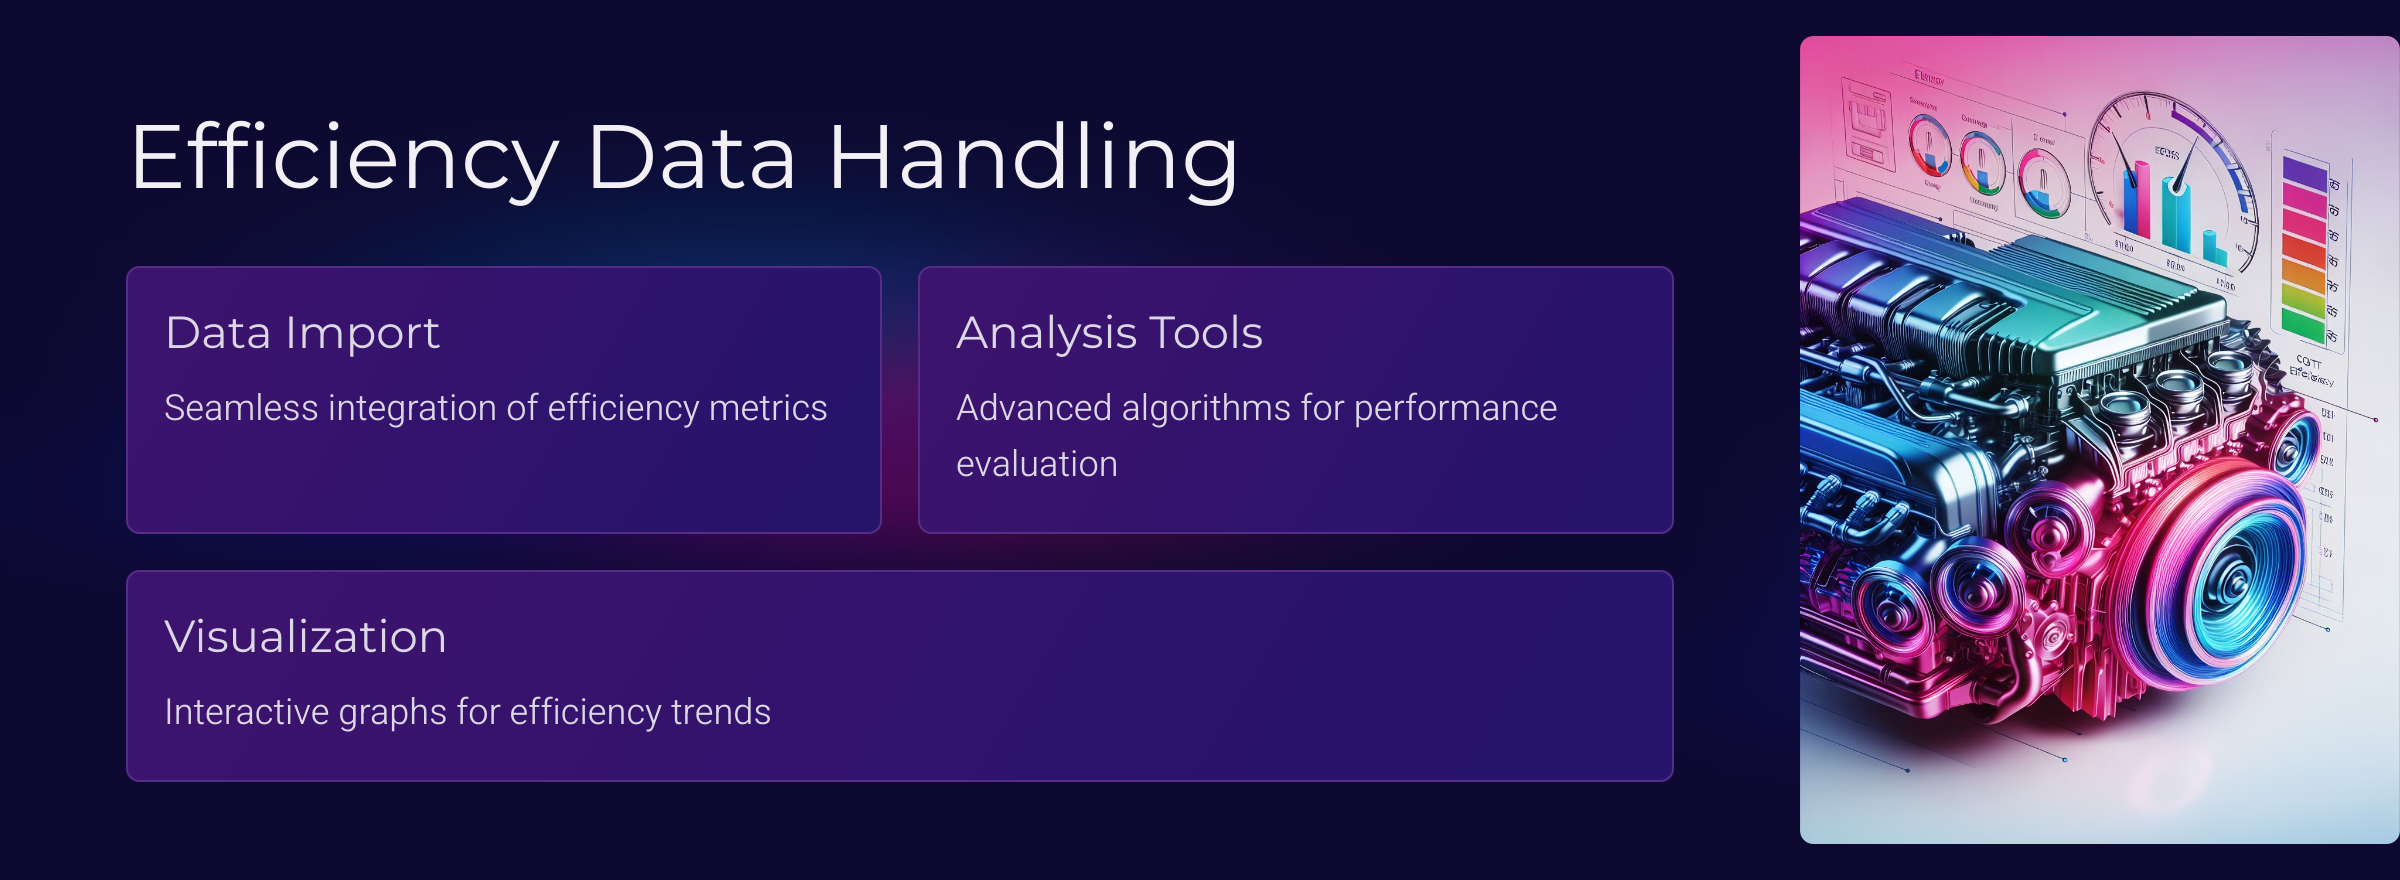 Efficiency Data Handling
Data Import
Seamless integration of efficiency metrics
Analysis Tools
Advanced algorithms for performance
evaluation
Visualization
Interactive graphs for efficiency trends